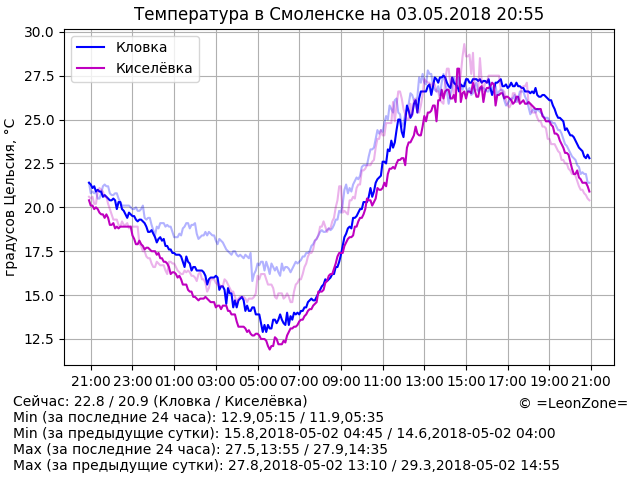 Температура в Смоленске на 03.05.2018 20:55
30.0
27.5
25.0
22.5
20.0
17.5
15.0
12.5
градусов Цельсия, °C
Кловка
Киселёвка
21:00 23:00 01:00 03:00 05:00 07:00 09:00 11:00 13:00 15:00 17:00 19:00 21:00
Сейчас: 22.8 / 20.9 (Кловка / Киселёвка)
© =LeonZone=
Min (за последние 24 часа): 12.9,05:15 / 11.9,05:35
Min (за предыдущие сутки): 15.8,2018-05-02 04:45 / 14.6,2018-05-02 04:00
Max (за последние 24 часа): 27.5,13:55 / 27.9,14:35
Max (за предыдущие сутки): 27.8,2018-05-02 13:10 / 29.3,2018-05-02 14:55